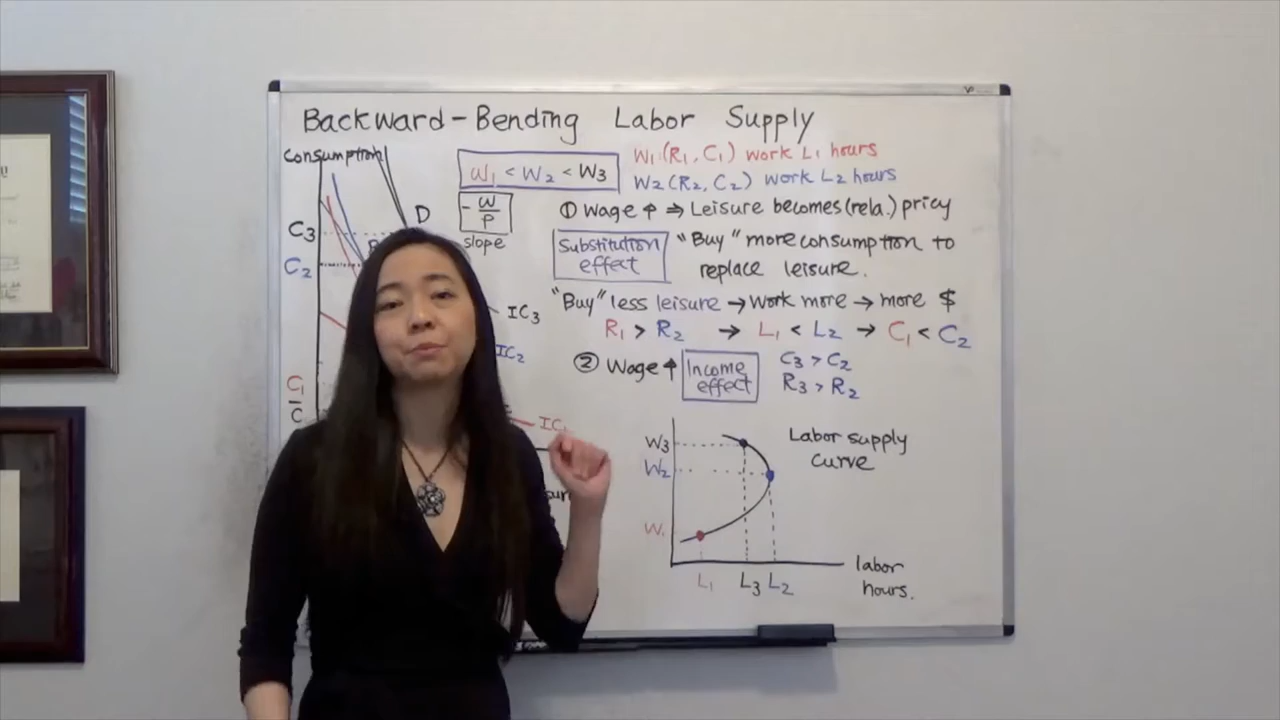 Backward-Bending Labor Supply
Consumption
W1 < W2 < W3
W1:(R1, C1) work L1 hours
W2(R2, C2) work L2 hours
- W/P
slope
① Wage ↑ ⇒ Leisure becomes(rela.) pricy
Substitution effect
"Buy" more consumption to
replace leisure.
"Buy" less leisure → Work more → more $
R1 > R2 → L1 < L2 → C1 < C2
② Wage ↑ Income effect
C3 > C2
R3 > R2
D
C3
C2
IC3
IC2
C1
C
IC1
W3
W2
W1
Labor supply
curve
L1 L3 L2
labor
hours.